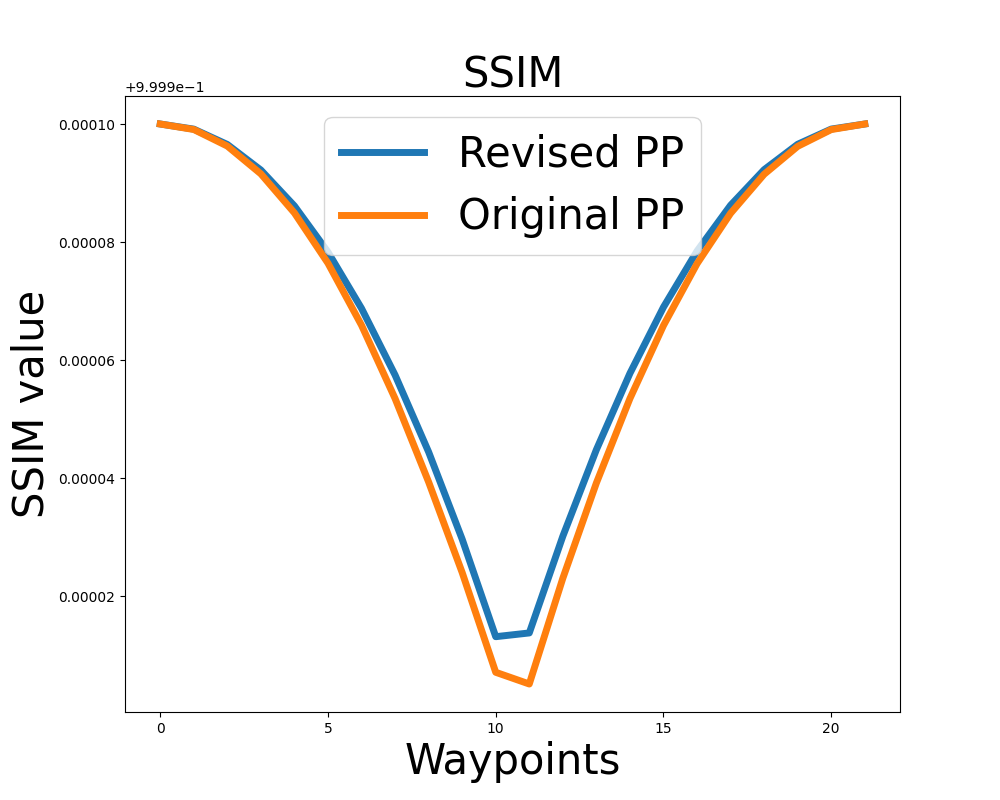 SSIM
+9.999e−1
Revised PP
Original PP
SSIM value
0.00010
0.00008
0.00006
0.00004
0.00002
0 5 10 15 20
Waypoints